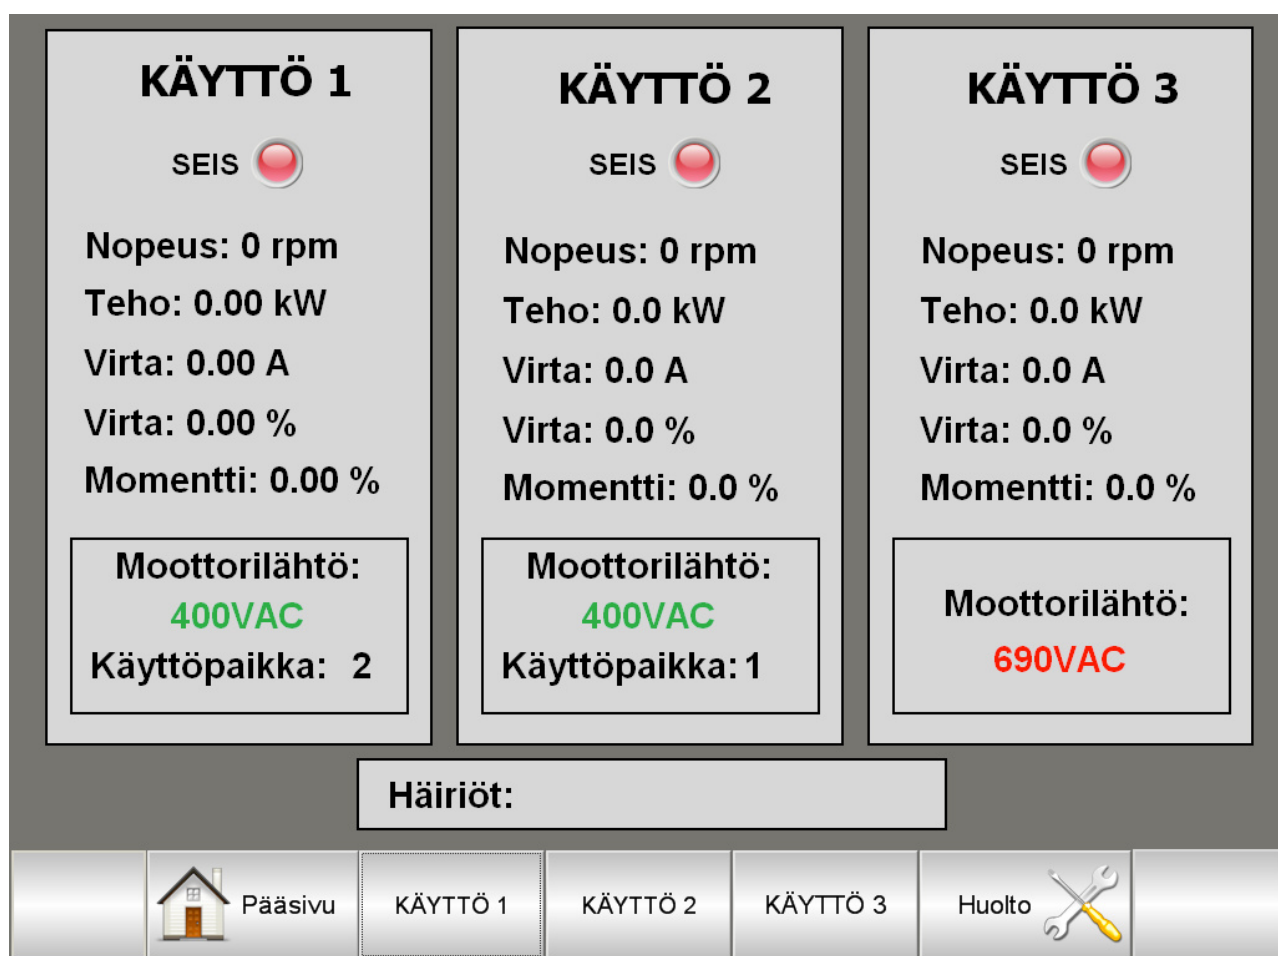 KÄYTTÖ 1
SEIS
Nopeus: 0 rpm
Teho: 0.00 kW
Virta: 0.00 A
Virta: 0.00 %
Momentti: 0.00 %
Moottorilähtö:
400VAC
Käyttöpaikka: 2
KÄYTTÖ 2
SEIS
Nopeus: 0 rpm
Teho: 0.0 kW
Virta: 0.0 A
Virta: 0.0 %
Momentti: 0.0 %
Moottorilähtö:
400VAC
Käyttöpaikka: 1
KÄYTTÖ 3
SEIS
Nopeus: 0 rpm
Teho: 0.0 kW
Virta: 0.0 A
Virta: 0.0 %
Momentti: 0.0 %
Moottorilähtö:
690VAC
Häiriöt:
Pääsivu
KÄYTTÖ 1
KÄYTTÖ 2
KÄYTTÖ 3
Huolto